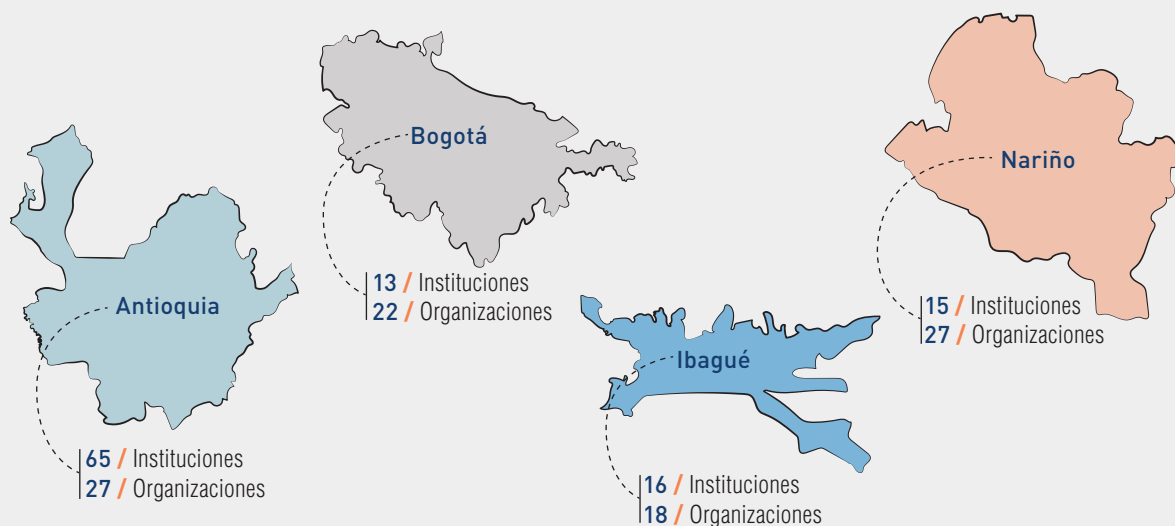 Bogotá
13 / Instituciones
22 / Organizaciones
Nariño
15 / Instituciones
27 / Organizaciones
Antioquia
65 / Instituciones
27 / Organizaciones
Ibagué
16 / Instituciones
18 / Organizaciones